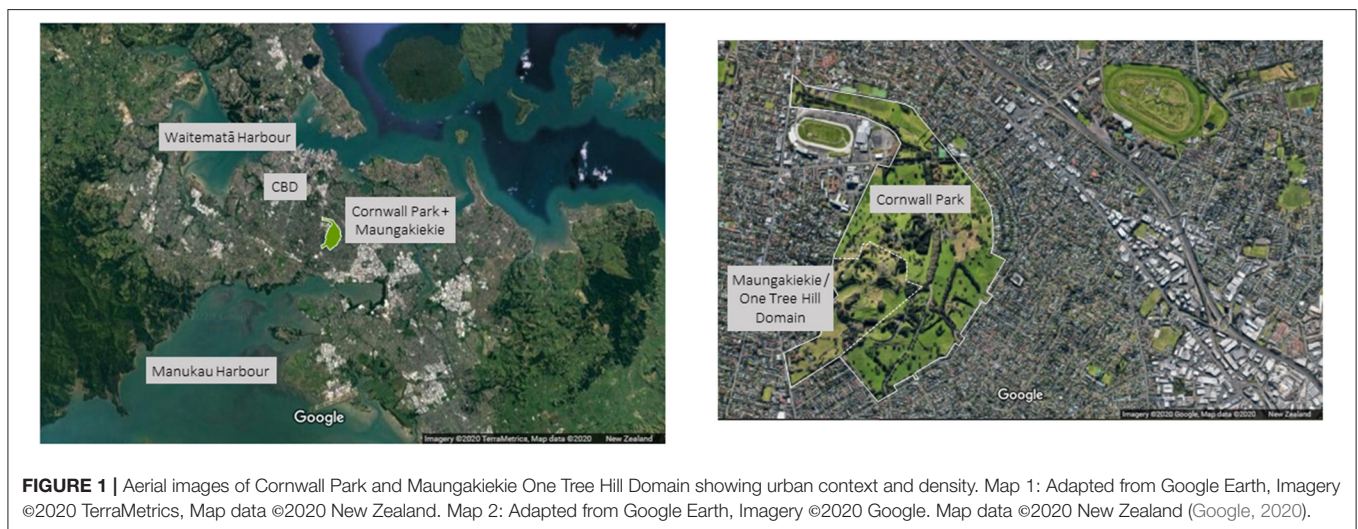 Waitematā Harbour
CBD
Cornwall Park +
Maungakiekie
Manukau Harbour
Google
Imagery ©2020 TerraMetrics, Map data ©2020 New Zealand
Cornwall Park
Maungakiekie /
One Tree Hill
Domain
Google
Imagery ©2020 Google, Map data ©2020 New Zealand
FIGURE 1 | Aerial images of Cornwall Park and Maungakiekie One Tree Hill Domain showing urban context and density. Map 1: Adapted from Google Earth, Imagery
©2020 TerraMetrics, Map data ©2020 New Zealand. Map 2: Adapted from Google Earth, Imagery ©2020 Google. Map data ©2020 New Zealand (Google, 2020).